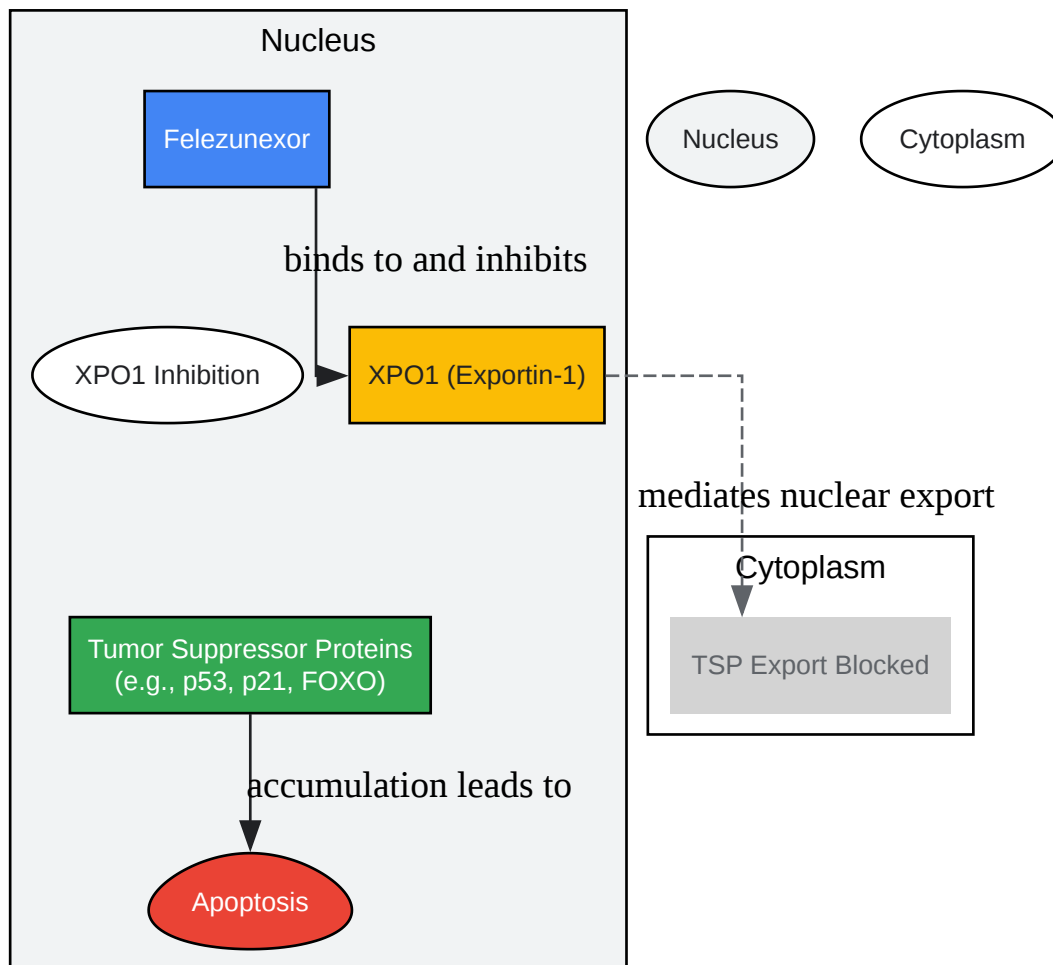 Nucleus
Felezunexor
Nucleus
Cytoplasm
binds to and inhibits
XPO1 Inhibition
XPO1 (Exportin-1)
mediates nuclear export
Cytoplasm
Tumor Suppressor Proteins
(e.g., p53, p21, FOXO)
TSP Export Blocked
accumulation leads to
Apoptosis